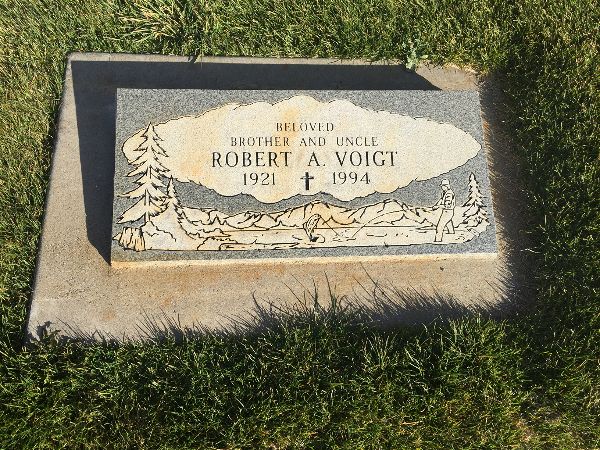 BELOVED
BROTHER AND UNCLE
ROBERT A. VOIGT
1921 1994